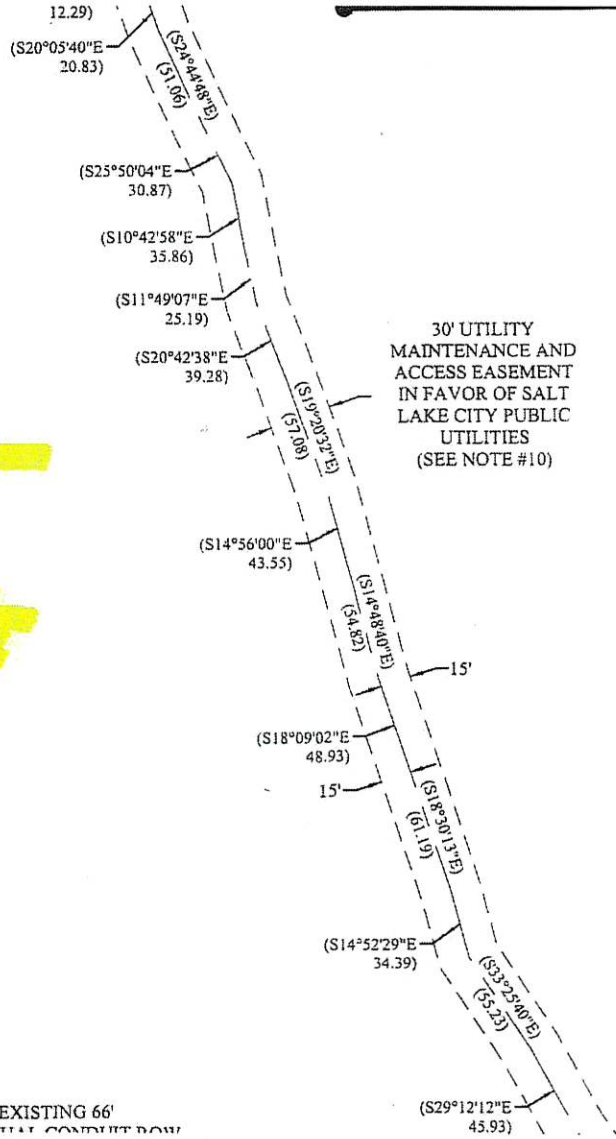 12.29)
(S20°05'40"E
20.83)
(S24°44'48"E)
(51.06)
(S25°50'04"E
30.87)
(S10°42'58"E
35.86)
(S11°49'07"E
25.19)
(S20°42'38"E
39.28)
30' UTILITY
MAINTENANCE AND
ACCESS EASEMENT
IN FAVOR OF SALT
LAKE CITY PUBLIC
UTILITIES
(SEE NOTE #10)
(S19°20'32"E)
(57.08)
(S14°56'00"E
43.55)
(S14°48'40"E)
(54.82)
15'
(S18°09'02"E
48.93)
15'
(S18°30'13"E)
(61.19)
(S14°52'29"E
34.39)
(S33°25'40"E)
(55.23)
(S29°12'12"E
45.93)
EXISTING 66'
CONDUIT ROW